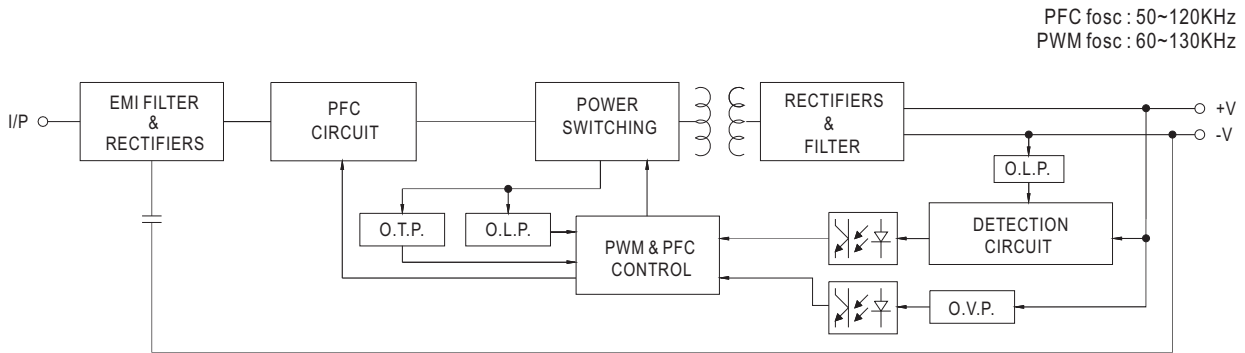 PFC fosc : 50~120KHz
PWM fosc : 60~130KHz
I/P
EMI FILTER
&
RECTIFIERS
PFC
CIRCUIT
POWER
SWITCHING
RECTIFIERS
&
FILTER
+V
-V
O.L.P.
O.T.P.
O.L.P.
PWM & PFC
CONTROL
DETECTION
CIRCUIT
O.V.P.